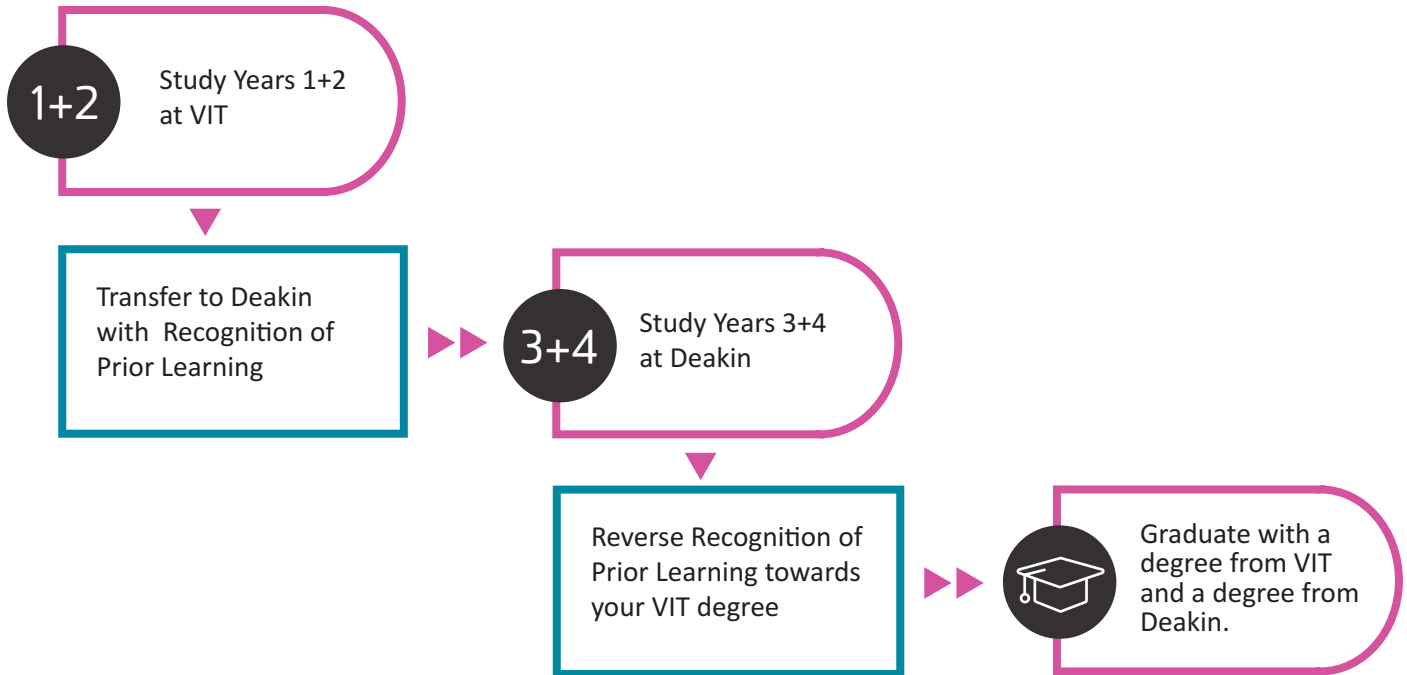 1+2
Study Years 1+2
at VIT
Transfer to Deakin
with Recognition of
Prior Learning
3+4
Study Years 3+4
at Deakin
Reverse Recognition of
Prior Learning towards
your VIT degree
Graduate with a
degree from VIT
and a degree from
Deakin.